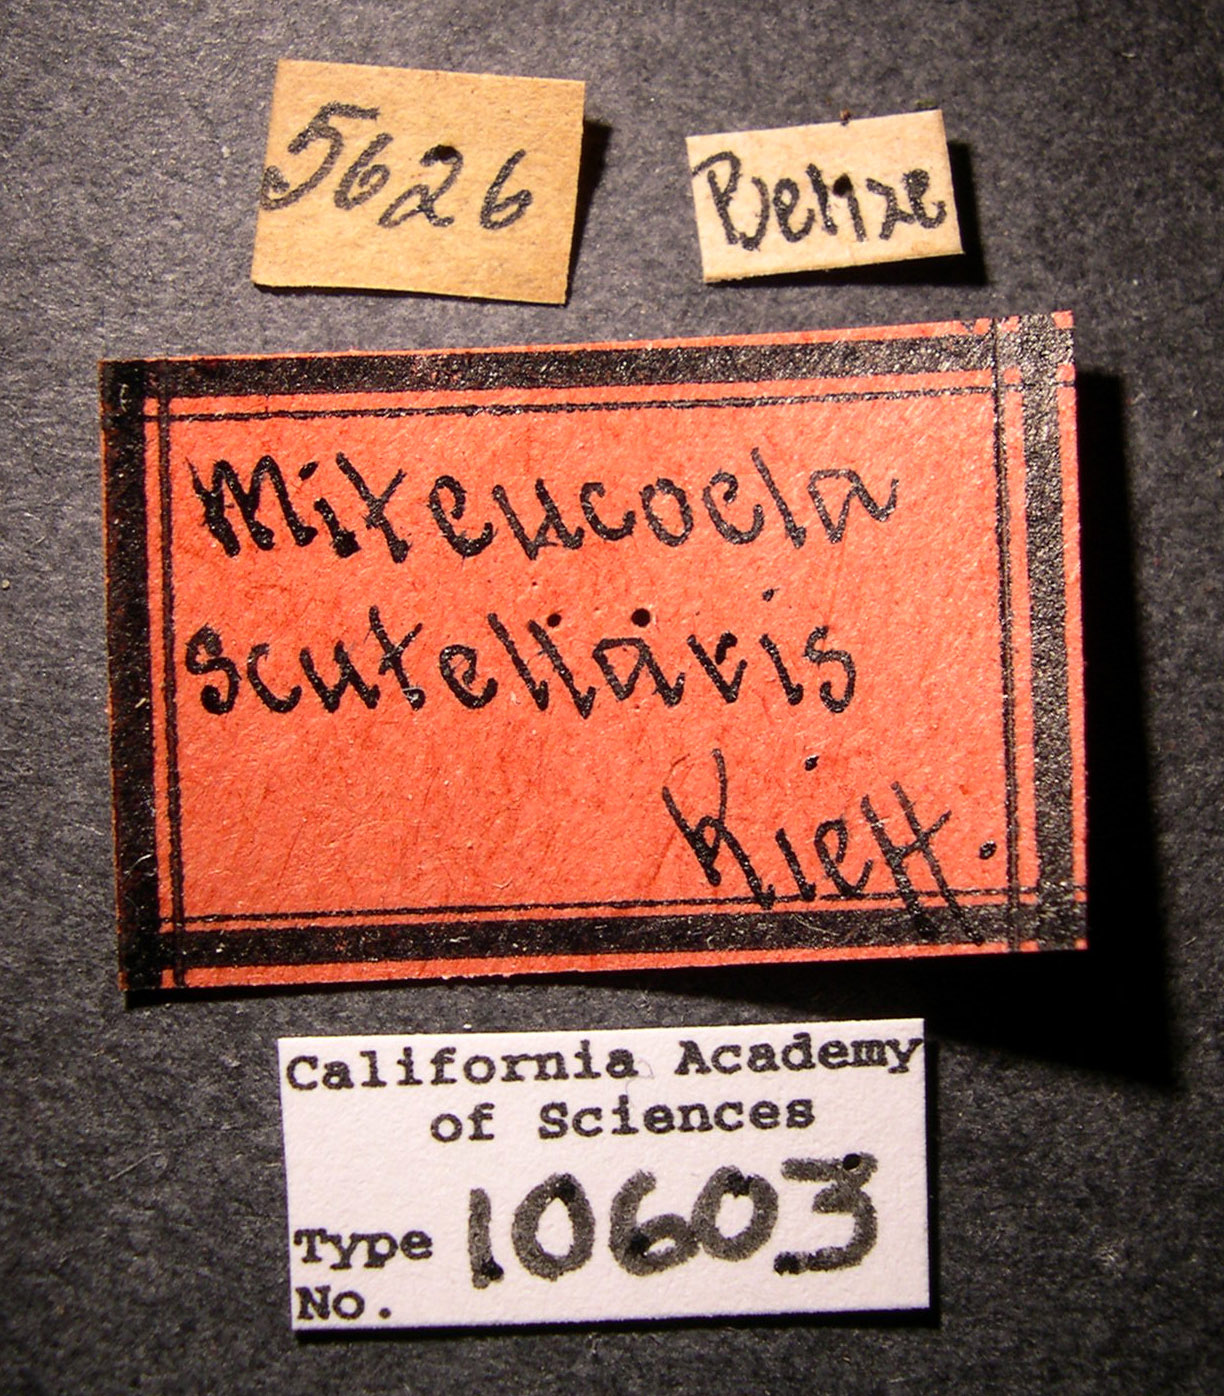 5626
Belize
Miteucoela
scutellaris
Kieff.
California Academy
of Sciences
Type 10603
No.